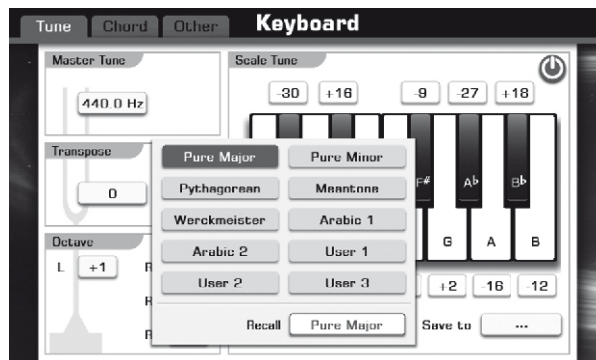 Tune Chord Other Keyboard
Master Tune
Scale Tune
440.0 Hz
-30 +16 -9 -27 +18
Transpose
0
Pure Major Pure Minor
Pythagorean Meantone
Werckmeister Arabic 1
Arabic 2 User 1
User 2 User 3
Recall Pure Major
F# Ab Bb
G A B
Octave
L +1 R
R
R
+2 -16 -12
Save to ...